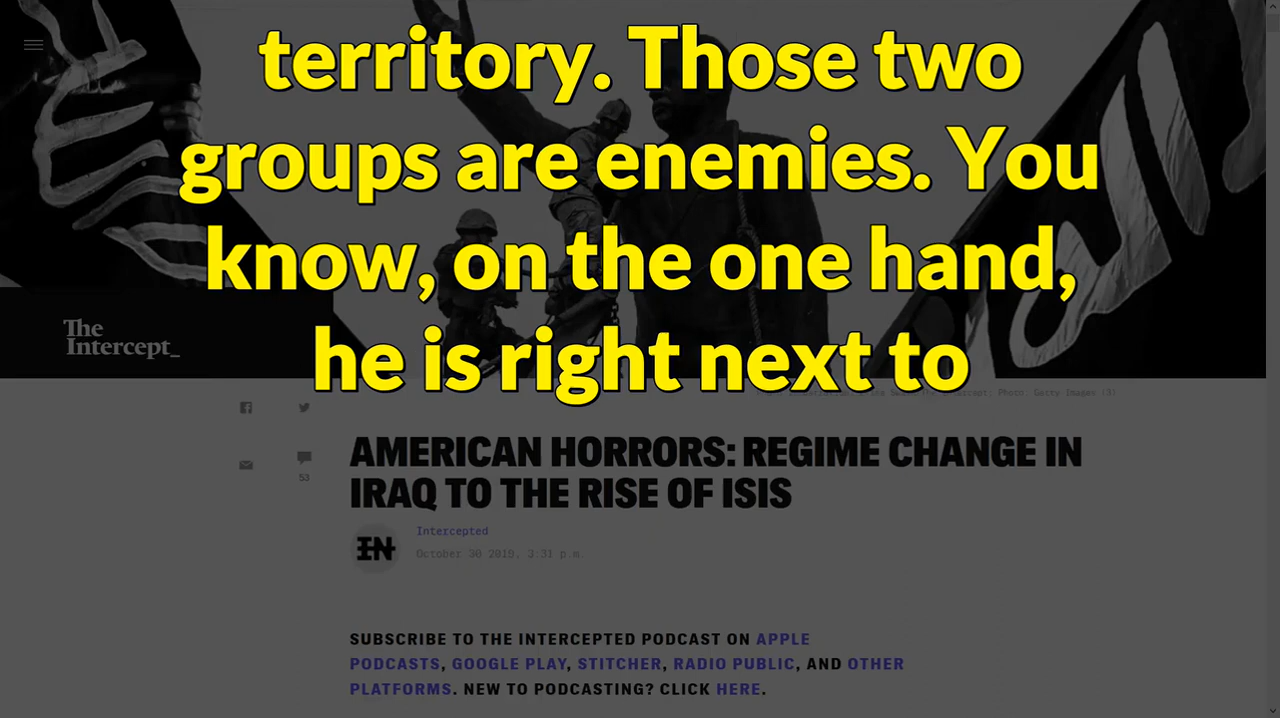 territory. Those two
groups are enemies. You
know, on the one hand,
he is right next to
The
Intercept_
53
AMERICAN HORRORS: REGIME CHANGE IN
IRAQ TO THE RISE OF ISIS
IN
Intercepted
October 30 2019, 3:31 p.m.
SUBSCRIBE TO THE INTERCEPTED PODCAST ON APPLE
PODCASTS, GOOGLE PLAY, STITCHER, RADIO PUBLIC, AND OTHER
PLATFORMS. NEW TO PODCASTING? CLICK HERE.